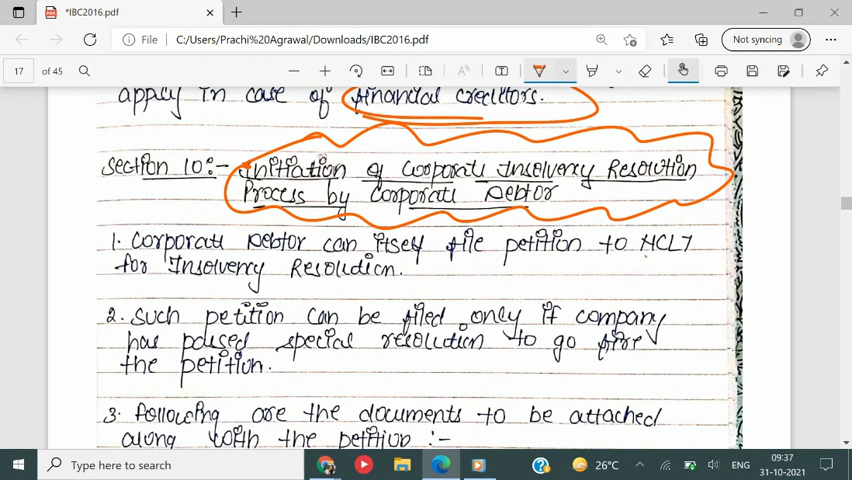 *IBC2016.pdf
File C:/Users/Prachi%20Agrawal/Downloads/IBC2016.pdf Not syncing
17 of 45
apply in case of financial creditors.
Section 10:- Initiation of Corporate Insolvency Resolution
Process by Corporate Debtor
1. Corporate Debtor can itself file petition to NCLT
for Insolvency Resolution.
2. Such petition can be filed only if company
has passed special resolution to go
the petition.
3. Following are the documents to be attached
along with the petition :-
Type here to search
26°C ENG 09:37
31-10-2021